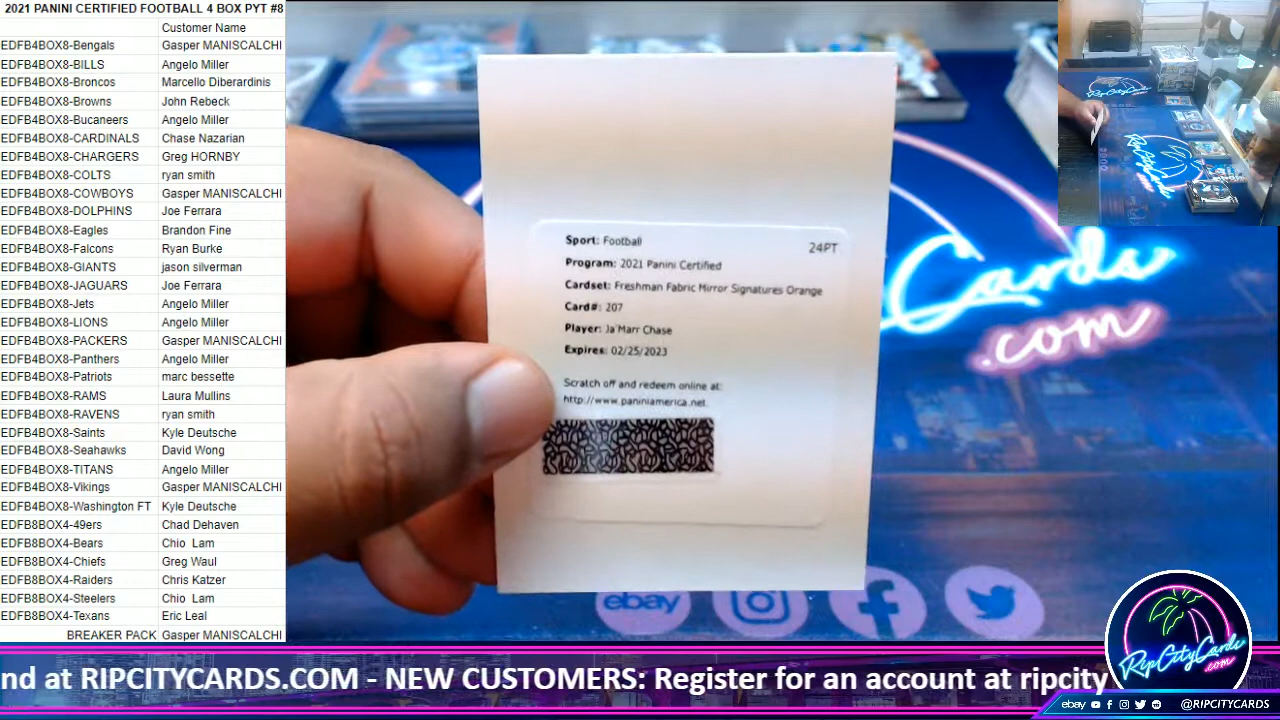 2021 PANINI CERTIFIED FOOTBALL 4 BOX PYT #8
Customer Name
EDFB4BOX8-Bengals Gasper MANISCALCHI
EDFB4BOX8-BILLS Angelo Miller
EDFB4BOX8-Broncos Marcello Diberardinis
EDFB4BOX8-Browns John Rebeck
EDFB4BOX8-Bucaneers Angelo Miller
EDFB4BOX8-CARDINALS Chase Nazarian
EDFB4BOX8-CHARGERS Greg HORNBY
EDFB4BOX8-COLTS ryan smith
EDFB4BOX8-COWBOYS Gasper MANISCALCHI
EDFB4BOX8-DOLPHINS Joe Ferrara
EDFB4BOX8-Eagles Brandon Fine
EDFB4BOX8-Falcons Ryan Burke
EDFB4BOX8-GIANTS jason silverman
EDFB4BOX8-JAGUARS Joe Ferrara
EDFB4BOX8-Jets Angelo Miller
EDFB4BOX8-LIONS Angelo Miller
EDFB4BOX8-PACKERS Gasper MANISCALCHI
EDFB4BOX8-Panthers Angelo Miller
EDFB4BOX8-Patriots marc bessette
EDFB4BOX8-RAMS Laura Mullins
EDFB4BOX8-RAVENS ryan smith
EDFB4BOX8-Saints Kyle Deutsche
EDFB4BOX8-Seahawks David Wong
EDFB4BOX8-TITANS Angelo Miller
EDFB4BOX8-Vikings Gasper MANISCALCHI
EDFB4BOX8-Washington FT Kyle Deutsche
EDFB8BOX4-49ers Chad Dehaven
EDFB8BOX4-Bears Chio Lam
EDFB8BOX4-Chiefs Greg Waul
EDFB8BOX4-Raiders Chris Katzer
EDFB8BOX4-Steelers Chio Lam
EDFB8BOX4-Texans Eric Leal
BREAKER PACK Gasper MANISCALCHI
Sport: Football 24PT
Program: 2021 Panini Certified
Cardset: Freshman Fabric Mirror Signatures Orange
Card#: 207
Player: Ja'Marr Chase
Expires: 02/25/2023
Scratch off and redeem online at:
http://www.paniniamerica.net.
Cards
.com
RipCityCards
ebay
RipCityCards
.com
nd at RIPCITYCARDS.COM - NEW CUSTOMERS: Register for an account at ripcity
ebay @RIPCITYCARDS